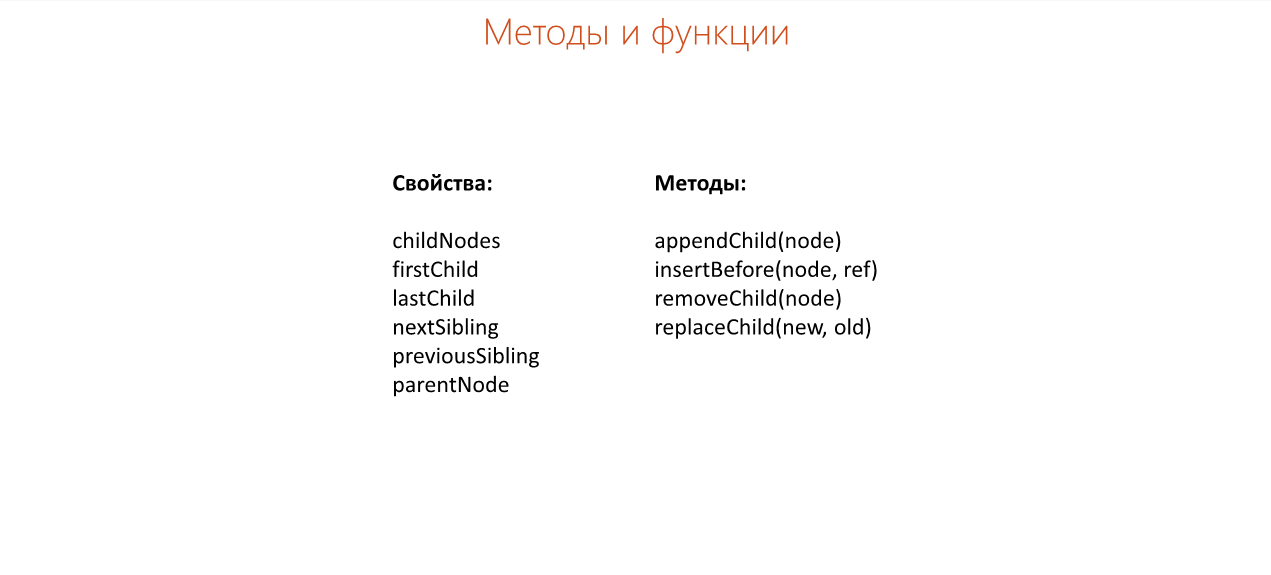 Методы и функции
Свойства:
childNodes
firstChild
lastChild
nextSibling
previousSibling
parentNode
Методы:
appendChild(node)
insertBefore(node, ref)
removeChild(node)
replaceChild(new, old)